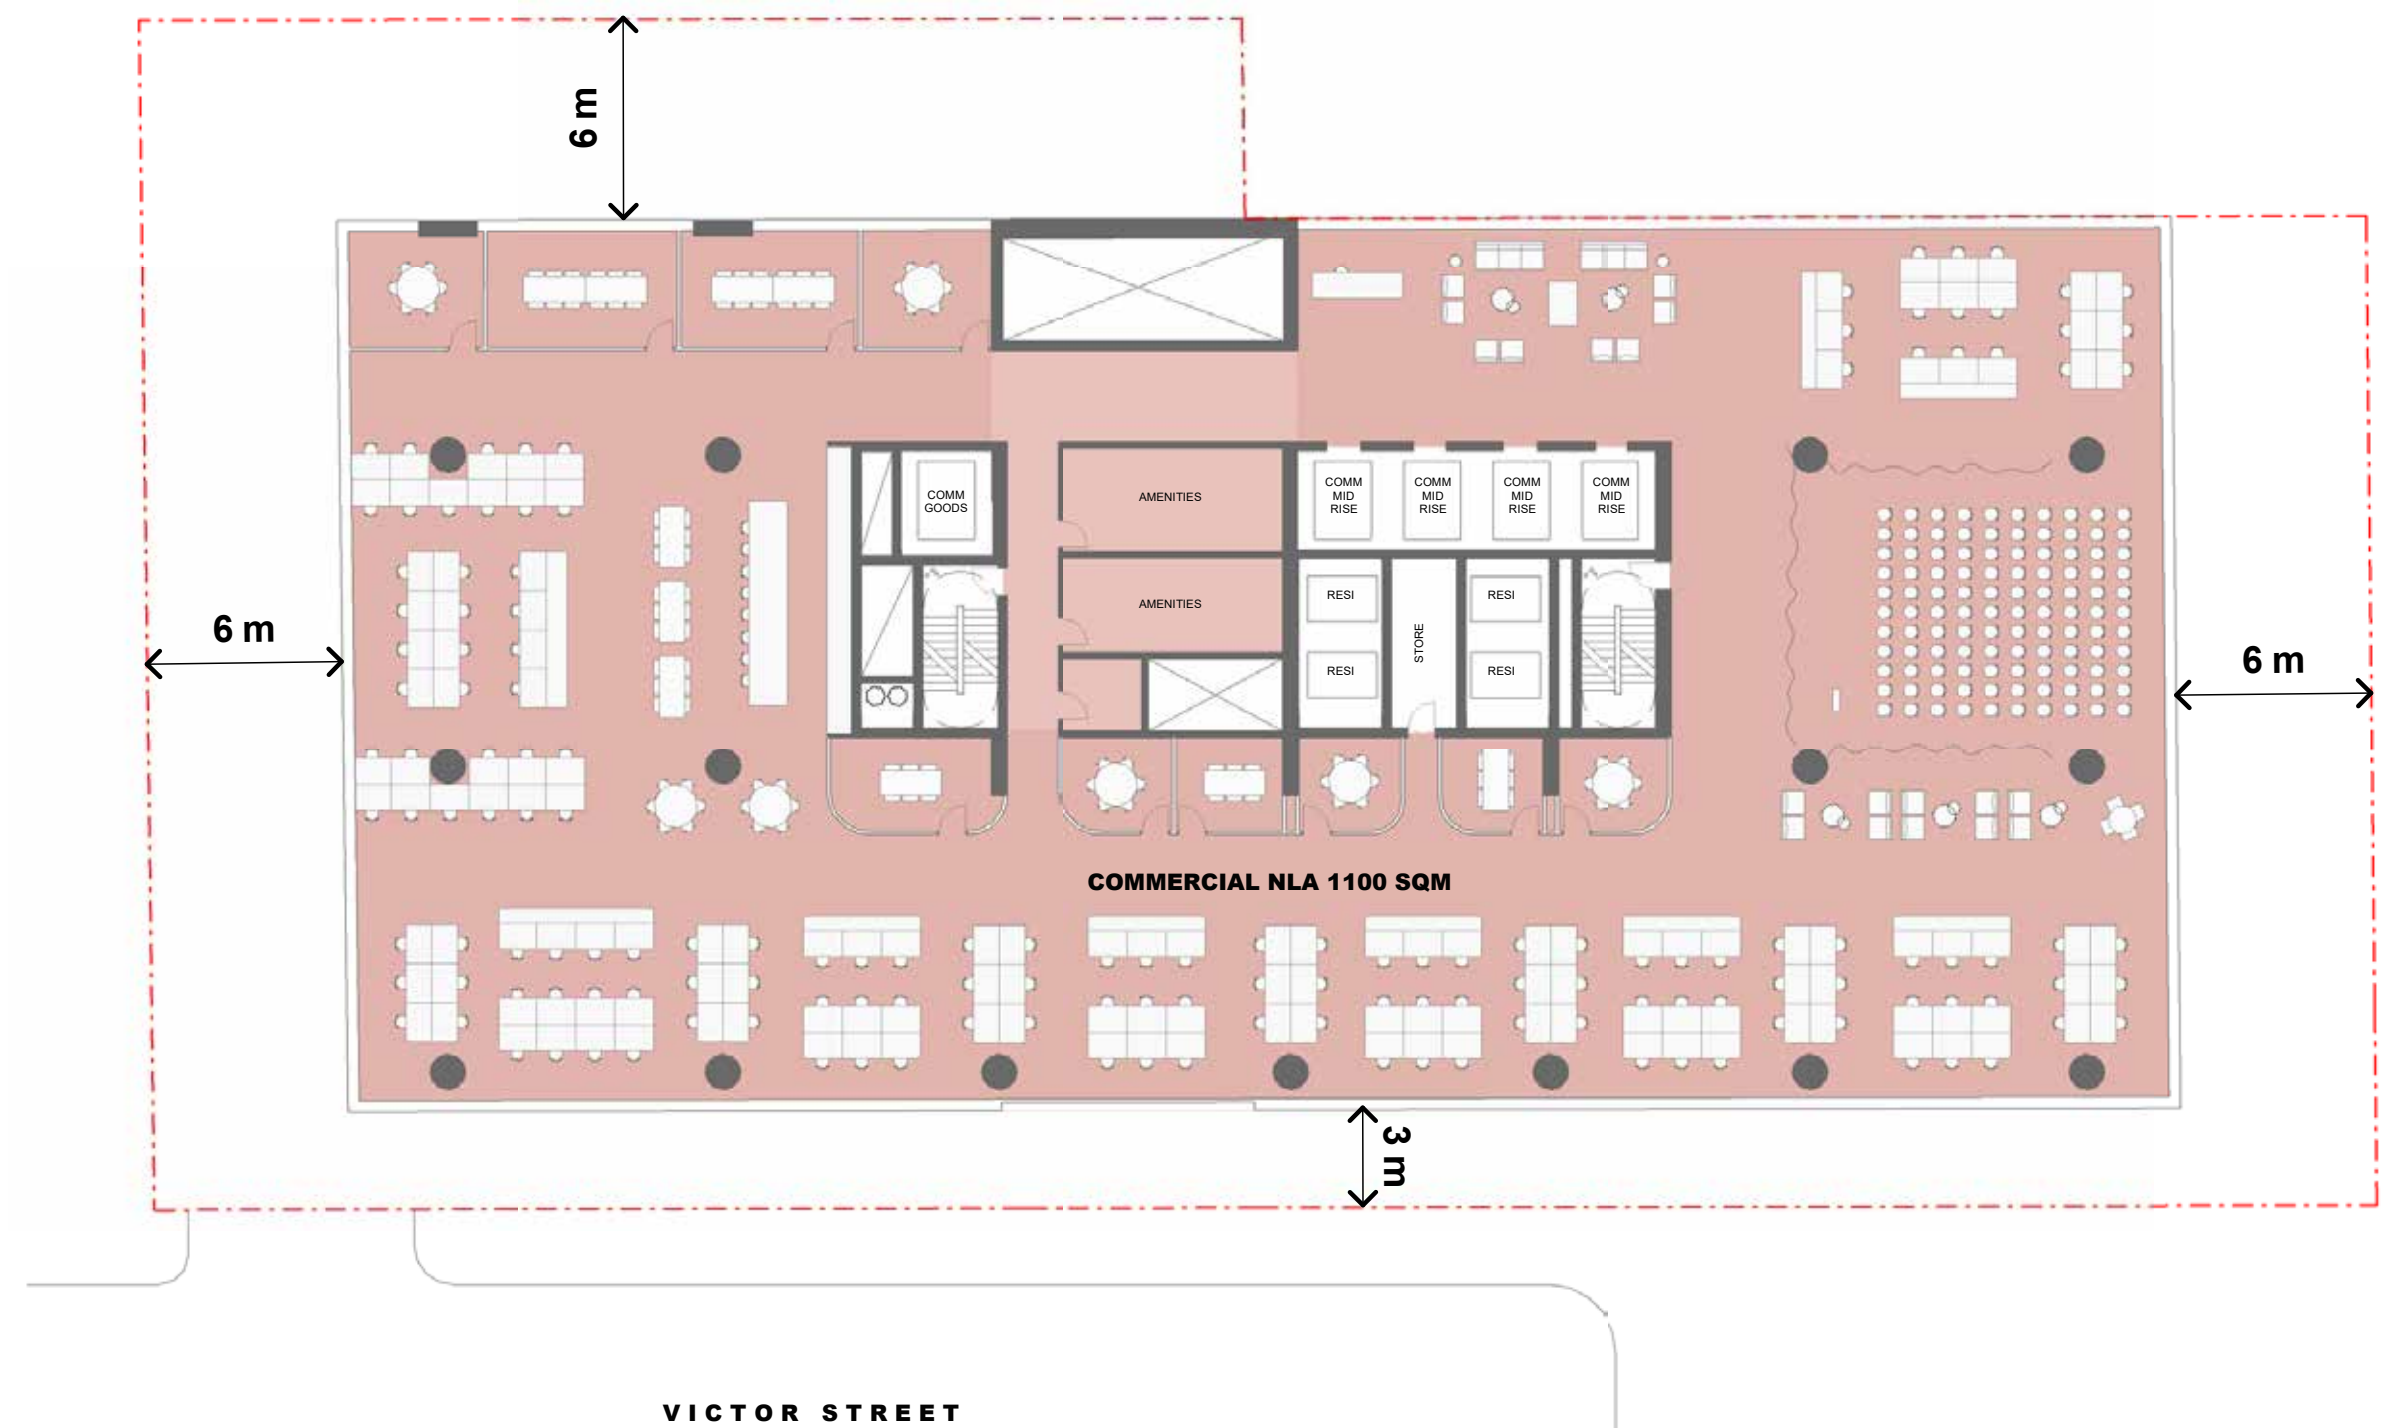 6 m
COMM
GOODS
AMENITIES
COMM
MID
RISE
COMM
MID
RISE
COMM
MID
RISE
COMM
MID
RISE
AMENITIES
RESI
RESI
STORE
6 m
6 m
RESI
RESI
COMMERCIAL NLA 1100 SQM
3 m
VICTOR STREET